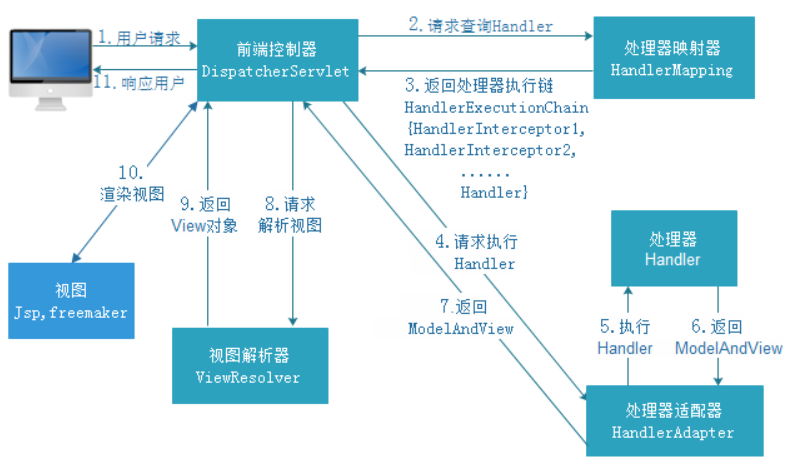 1.用户请求
11.响应用户
前端控制器
DispatcherServlet
2.请求查询Handler
处理器映射器
HandlerMapping
3.返回处理器执行链
HandlerExecutionChain
{HandlerInterceptor1,
HandlerInterceptor2,
......
Handler}
10.
渲染视图
9.返回
View对象
8.请求
解析视图
4.请求执行
Handler
处理器
Handler
视图
Jsp,freemaker
7.返回
ModelAndView
5.执行
Handler
6.返回
ModelAndView
视图解析器
ViewResolver
处理器适配器
HandlerAdapter